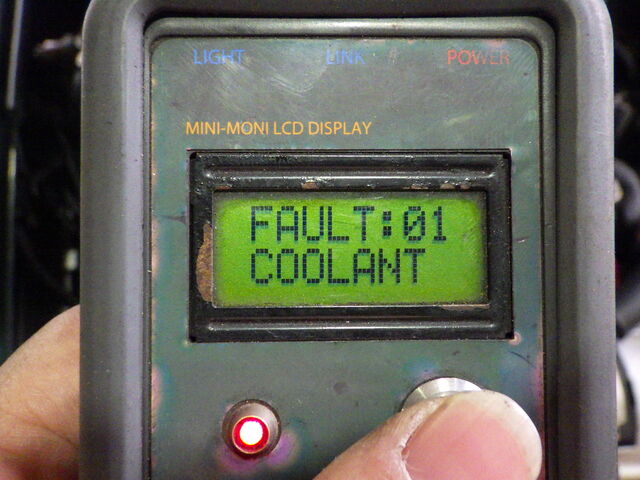 LIGHT LINK POWER
MINI-MONI LCD DISPLAY
FAULT:01
COOLANT